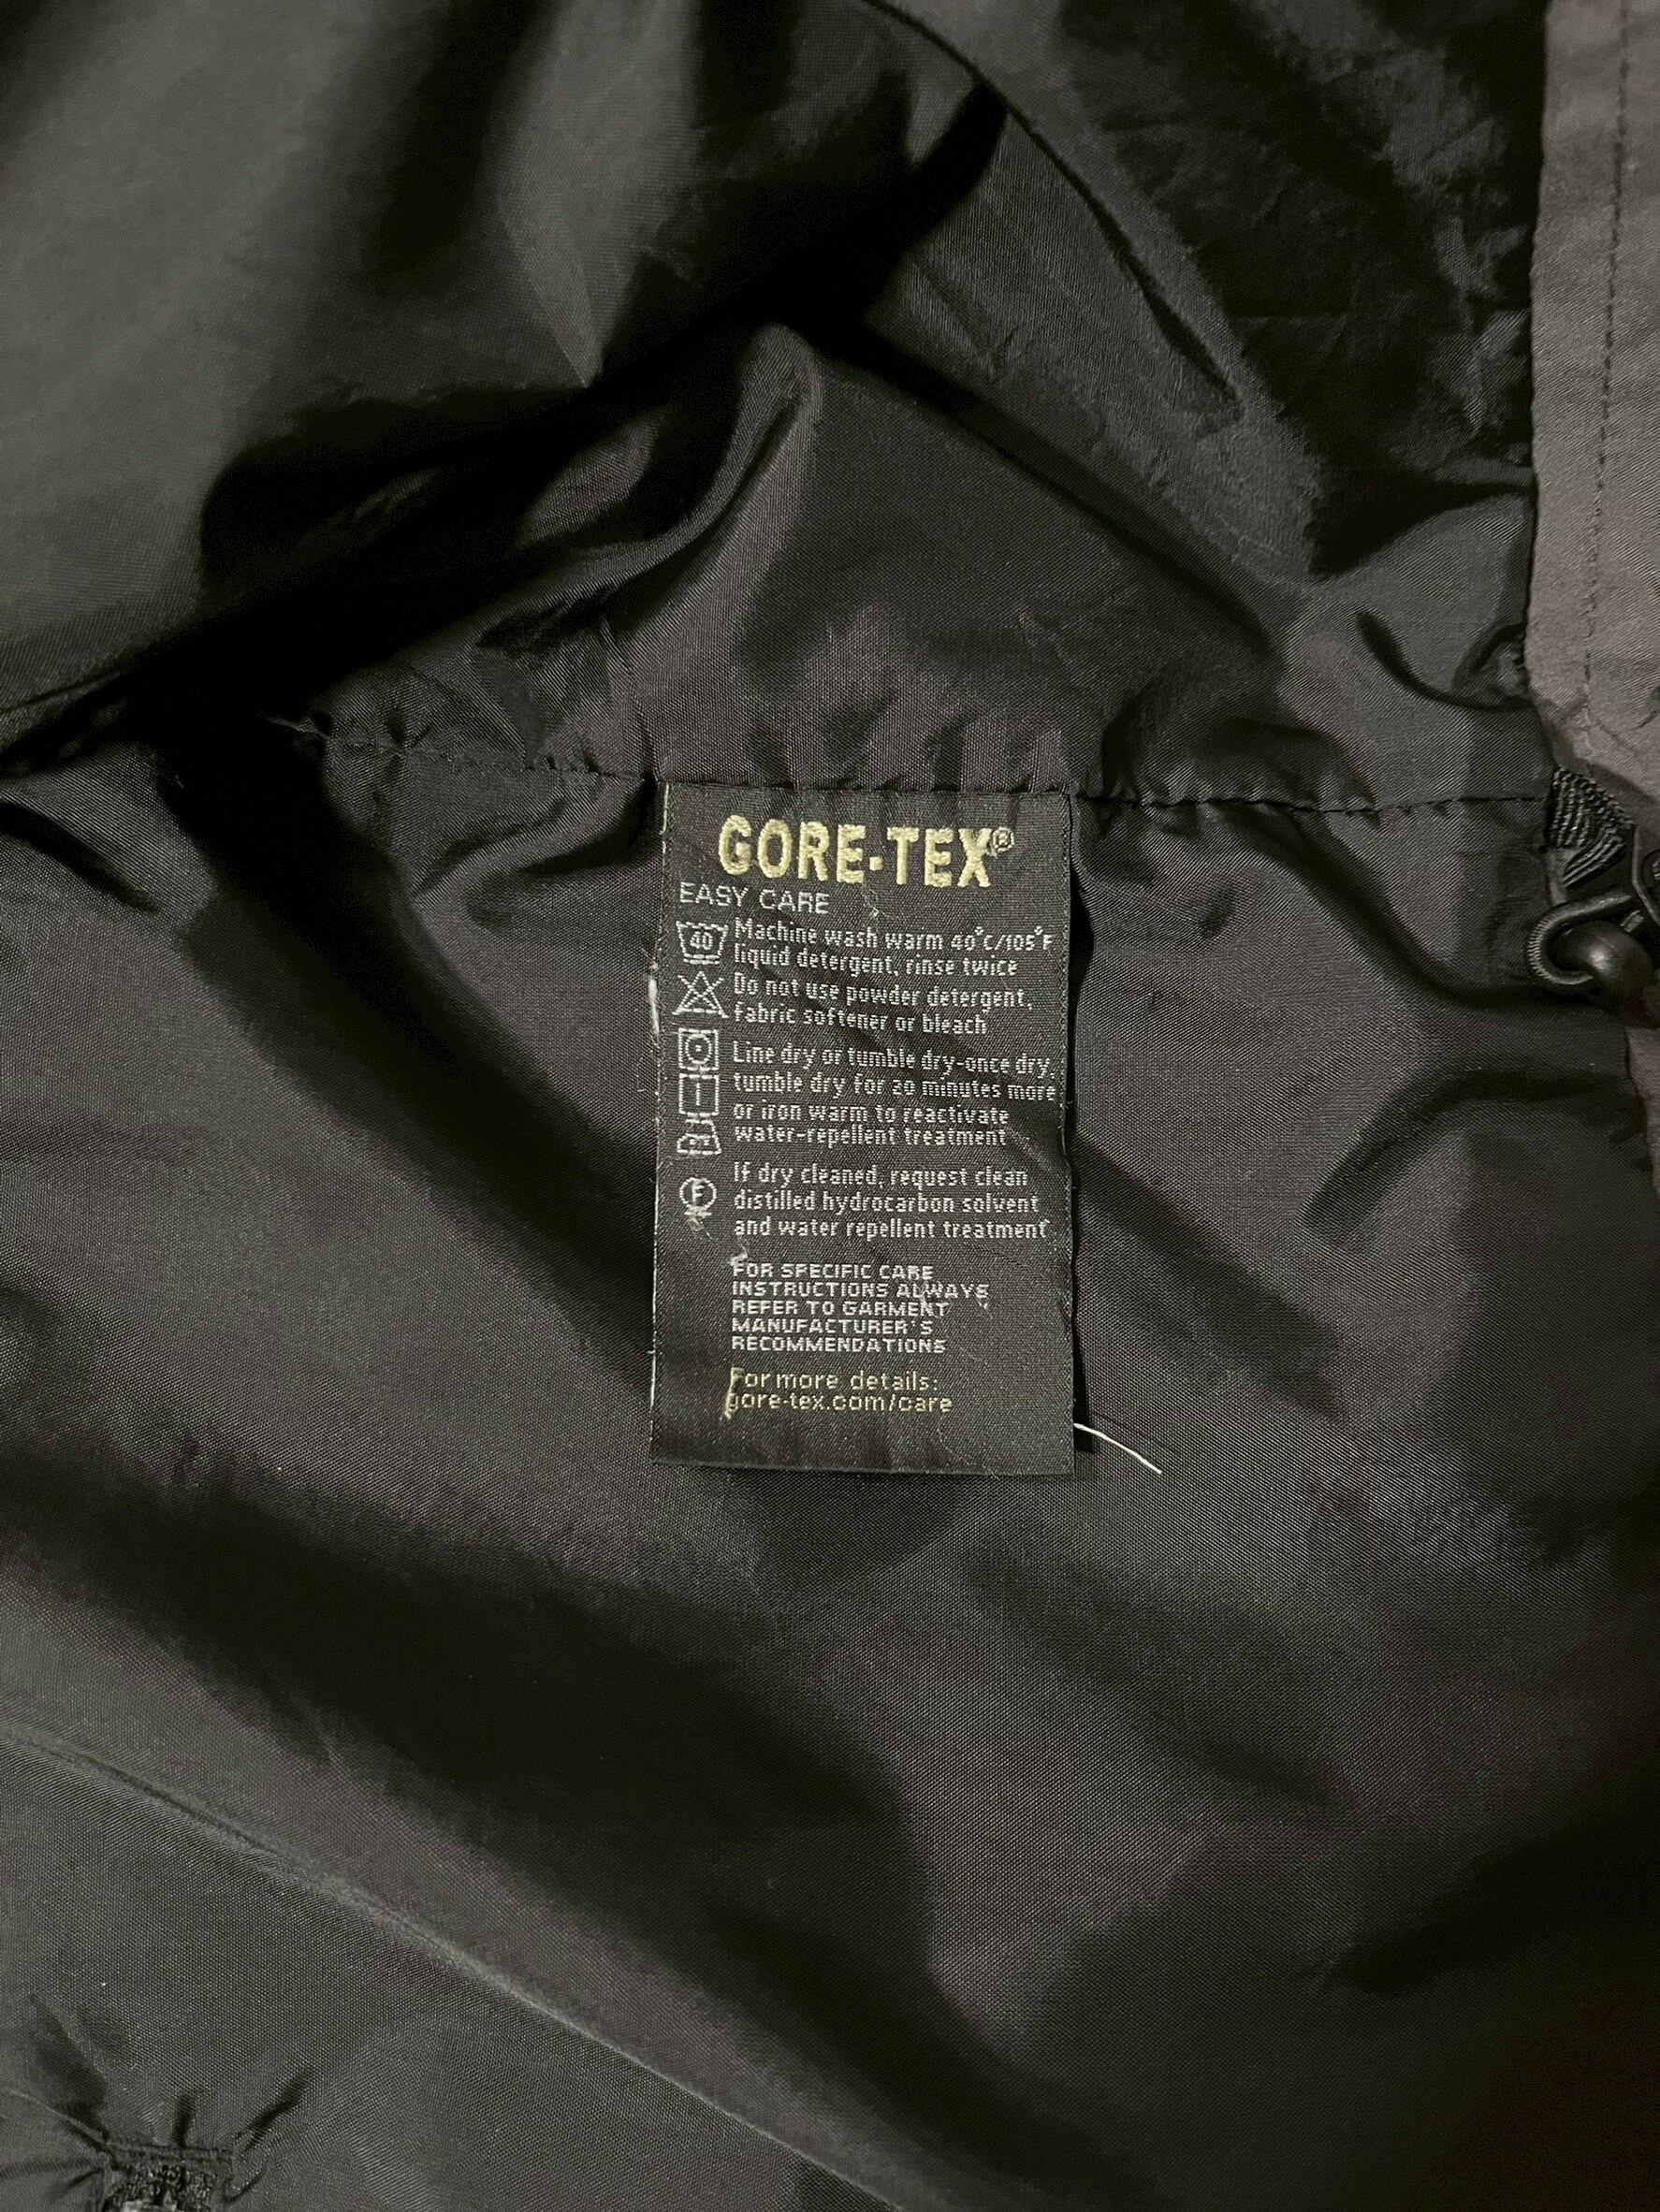 GORE-TEX®
EASY CARE
40
Machine wash warm 40°C/105°F
liquid detergent, rinse twice
Do not use powder detergent,
fabric softener or bleach
Line dry or tumble dry-once dry,
tumble dry for 20 minutes more
or iron warm to reactivate
water-repellent treatment
F
If dry cleaned, request clean
distilled hydrocarbon solvent
and water repellent treatment
FOR SPECIFIC CARE
INSTRUCTIONS ALWAYS
REFER TO GARMENT
MANUFACTURER'S
RECOMMENDATIONS
For more details:
gore-tex.com/care